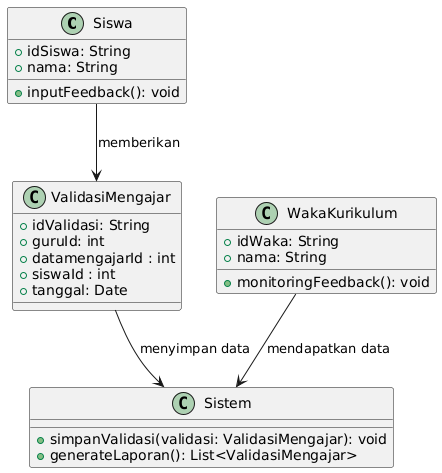 C Siswa
idSiswa: String
nama: String
inputFeedback(): void
memberikan
C ValidasiMengajar
idValidasi: String
guruId: int
datamengajarId : int
siswaId : int
tanggal: Date
C WakaKurikulum
idWaka: String
nama: String
monitoringFeedback(): void
menyimpan data
mendapatkan data
C Sistem
simpanValidasi(validasi: ValidasiMengajar): void
generateLaporan(): List<ValidasiMengajar>